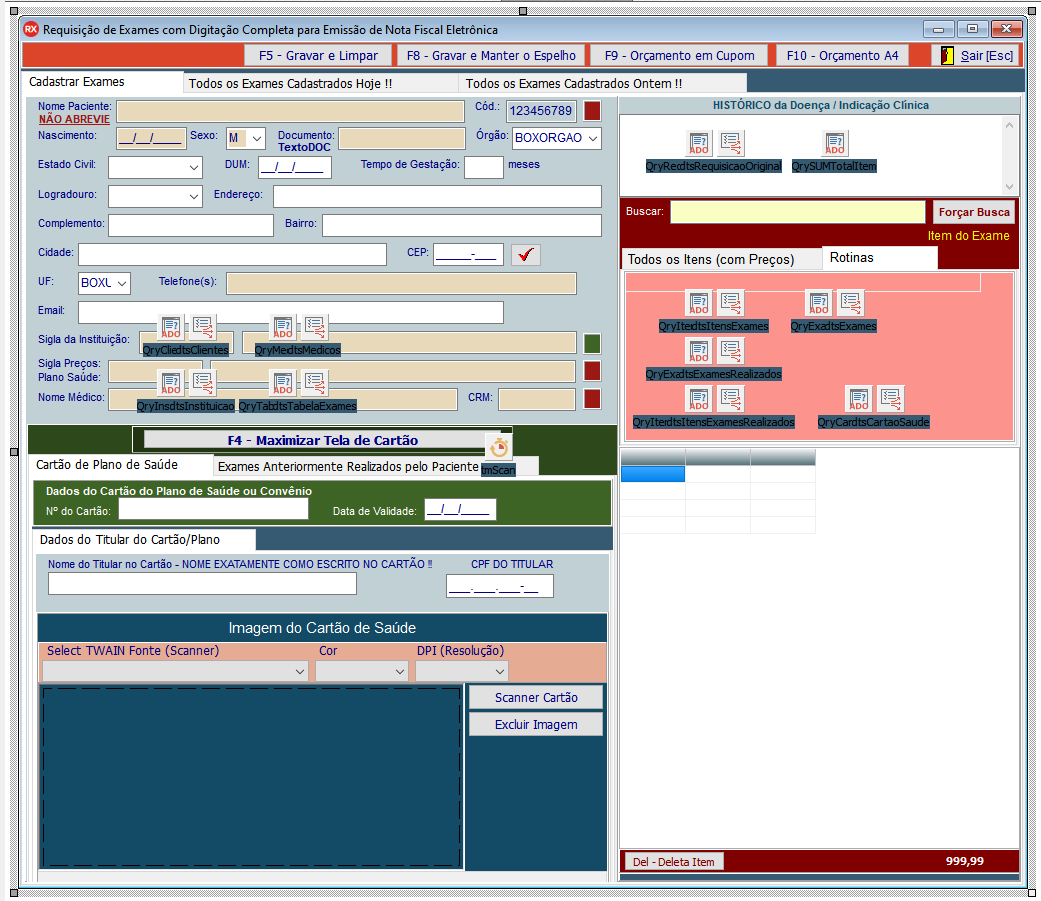 RX Requisição de Exames com Digitação Completa para Emissão de Nota Fiscal Eletrônica
F5 - Gravar e Limpar F8 - Gravar e Manter o Espelho F9 - Orçamento em Cupom F10 - Orçamento A4 Sair [Esc]
Cadastrar Exames Todos os Exames Cadastrados Hoje !! Todos os Exames Cadastrados Ontem !!
Nome Paciente: Cód.: 123456789
NÃO ABREVIE
Nascimento: __/__/____ Sexo: M Documento: Órgão: BOXORGAO
TextoDOC
Estado Civil: DUM: __/__/____ Tempo de Gestação: meses
Logradouro: Endereço:
Complemento: Bairro:
Cidade: CEP: _____-___
UF: BOXU Telefone(s):
Email:
ADO ADO
Sigla da Instituição: QryCliedtsClientes QryMedtsMedicos
Sigla Preços:
Plano Saúde:
ADO ADO
Nome Médico: CRM:
QryInsdtsInstituicao QryTabdtsTabelaExames
F4 - Maximizar Tela de Cartão
Cartão de Plano de Saúde Exames Anteriormente Realizados pelo Paciente tmScan
Dados do Cartão do Plano de Saúde ou Convênio
Nº do Cartão: Data de Validade: __/__/____
Dados do Titular do Cartão/Plano
Nome do Titular no Cartão - NOME EXATAMENTE COMO ESCRITO NO CARTÃO !! CPF DO TITULAR
___.___.___-__
Imagem do Cartão de Saúde
Select TWAIN Fonte (Scanner) Cor DPI (Resolução)
Scanner Cartão
Excluir Imagem
HISTÓRICO da Doença / Indicação Clínica
ADO ADO
QryReqdtsRequisicaoOriginal QrySUMTotalItem
Buscar: Forçar Busca
Item do Exame
Todos os Itens (com Preços) Rotinas
ADO ADO
QryItedtsItensExames QryExadtsExames
ADO
QryExadtsExamesRealizados
ADO ADO
QryIterdtsItensExamesRealizados QryCardtsCartaoSaude
Del - Deleta Item 999,99